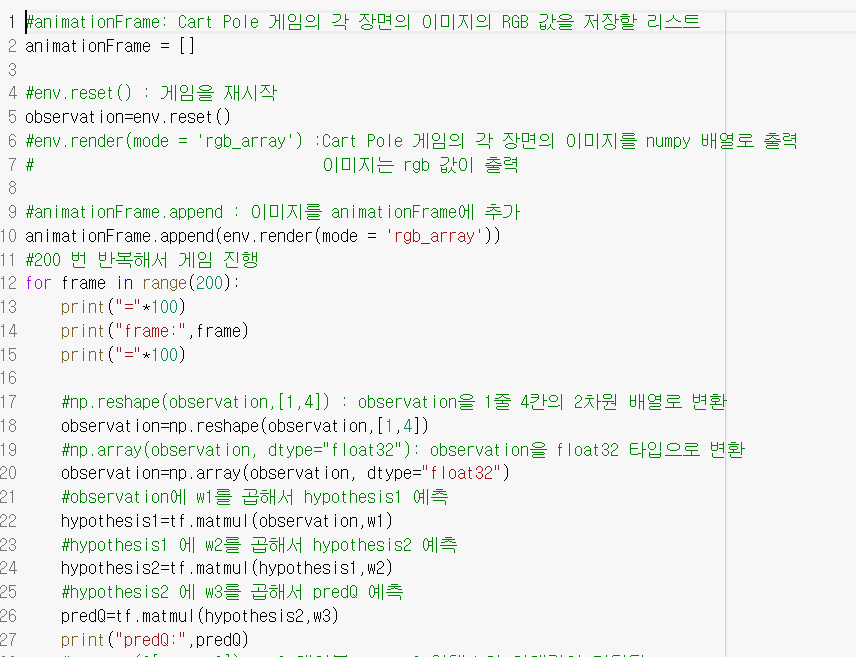 1 #animationFrame: Cart Pole 게임의 각 장면의 이미지의 RGB 값을 저장할 리스트
2 animationFrame = []
3
4 #env.reset() : 게임을 재시작
5 observation=env.reset()
6 #env.render(mode = 'rgb_array') :Cart Pole 게임의 각 장면의 이미지를 numpy 배열로 출력
7 # 이미지는 rgb 값이 출력
8
9 #animationFrame.append : 이미지를 animationFrame에 추가
10 animationFrame.append(env.render(mode = 'rgb_array'))
11 #200 번 반복해서 게임 진행
12 for frame in range(200):
13 print("="*100)
14 print("frame:",frame)
15 print("="*100)
16
17 #np.reshape(observation,[1,4]) : observation을 1줄 4칸의 2차원 배열로 변환
18 observation=np.reshape(observation,[1,4])
19 #np.array(observation, dtype="float32"): observation을 float32 타입으로 변환
20 observation=np.array(observation, dtype="float32")
21 #observation에 w1를 곱해서 hypothesis1 예측
22 hypothesis1=tf.matmul(observation,w1)
23 #hypothesis1 에 w2를 곱해서 hypothesis2 예측
24 hypothesis2=tf.matmul(hypothesis1,w2)
25 #hypothesis2 에 w3를 곱해서 predQ 예측
26 predQ=tf.matmul(hypothesis2,w3)
27 print("predQ:",predQ)